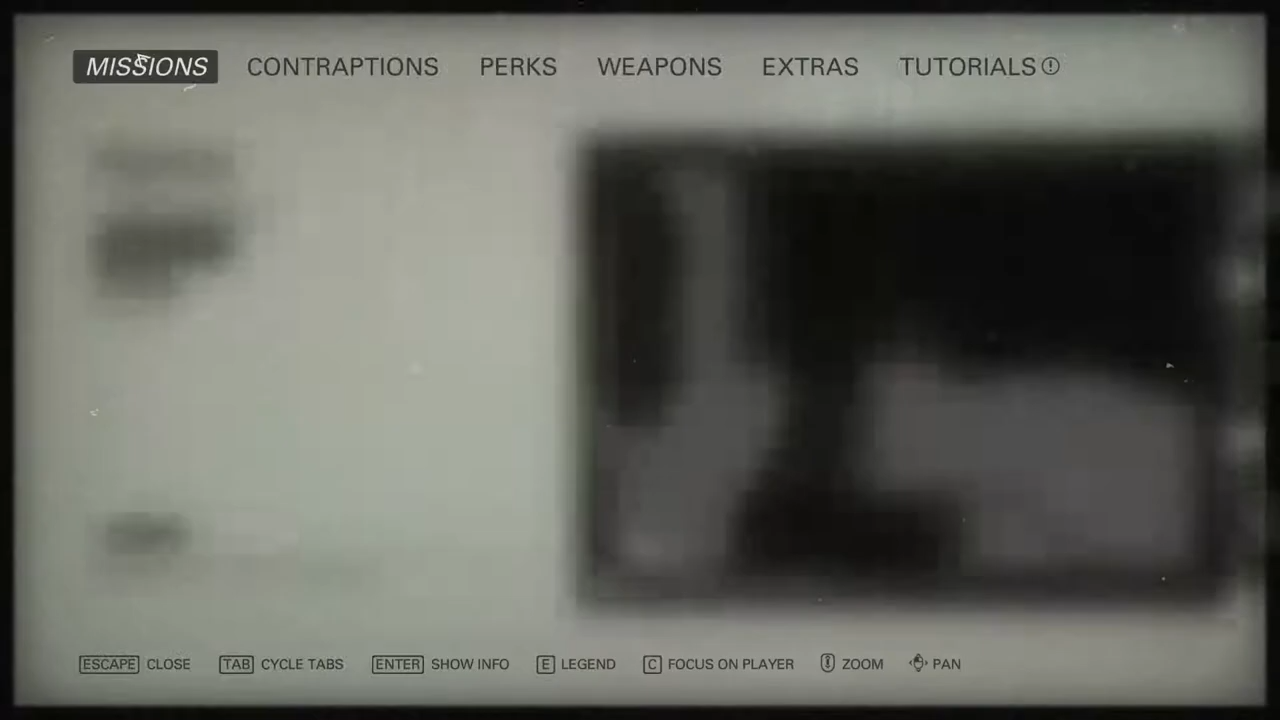 MISSIONS CONTRAPTIONS PERKS WEAPONS EXTRAS TUTORIALS
ESCAPE CLOSE TAB CYCLE TABS ENTER SHOW INFO E LEGEND C FOCUS ON PLAYER ZOOM PAN